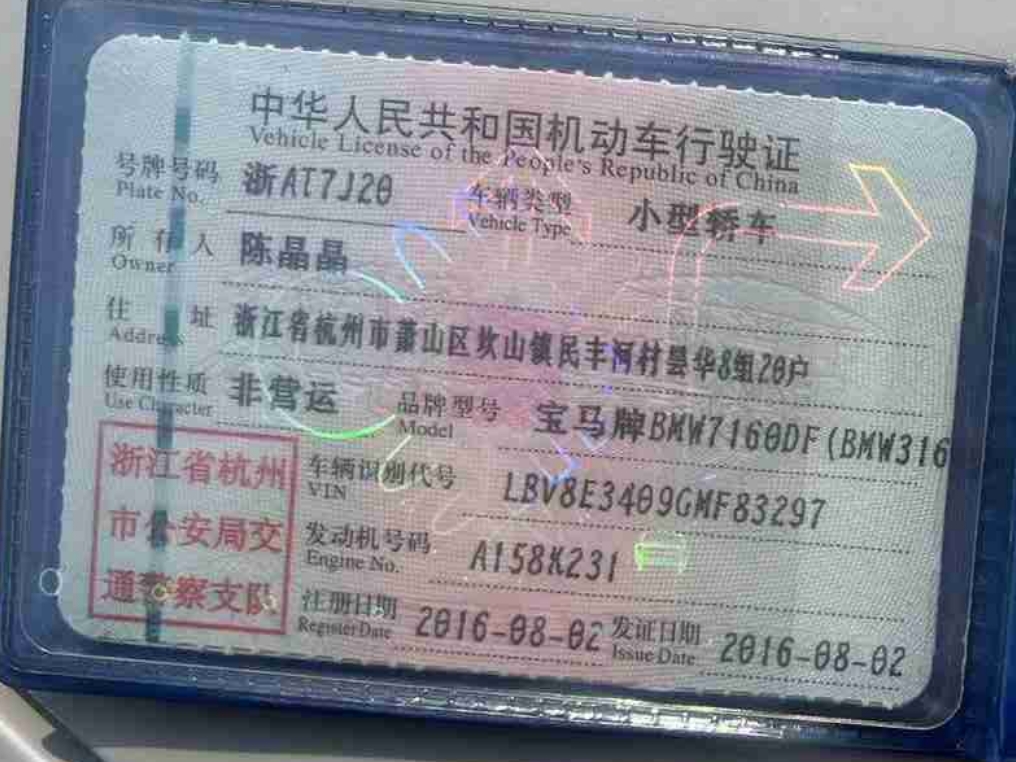 中华人民共和国机动车行驶证
Vehicle License of the People's Republic of China
号牌号码 浙AT7J20 车辆类型 小型轿车
Plate No. Vehicle Type
所有人 陈晶晶
Owner
住址 浙江省杭州市萧山区坎山镇民丰河村昙华8组20户
Address
使用性质 非营运 品牌型号 宝马牌BMW7160DF(BMW316
Use Character Model
浙江省杭州
市公安局交
通警察支队
车辆识别代号 LBV8E3409GMF83297
VIN
发动机号码 A158K231
Engine No.
注册日期 2016-08-02 发证日期 2016-08-02
Register Date Issue Date